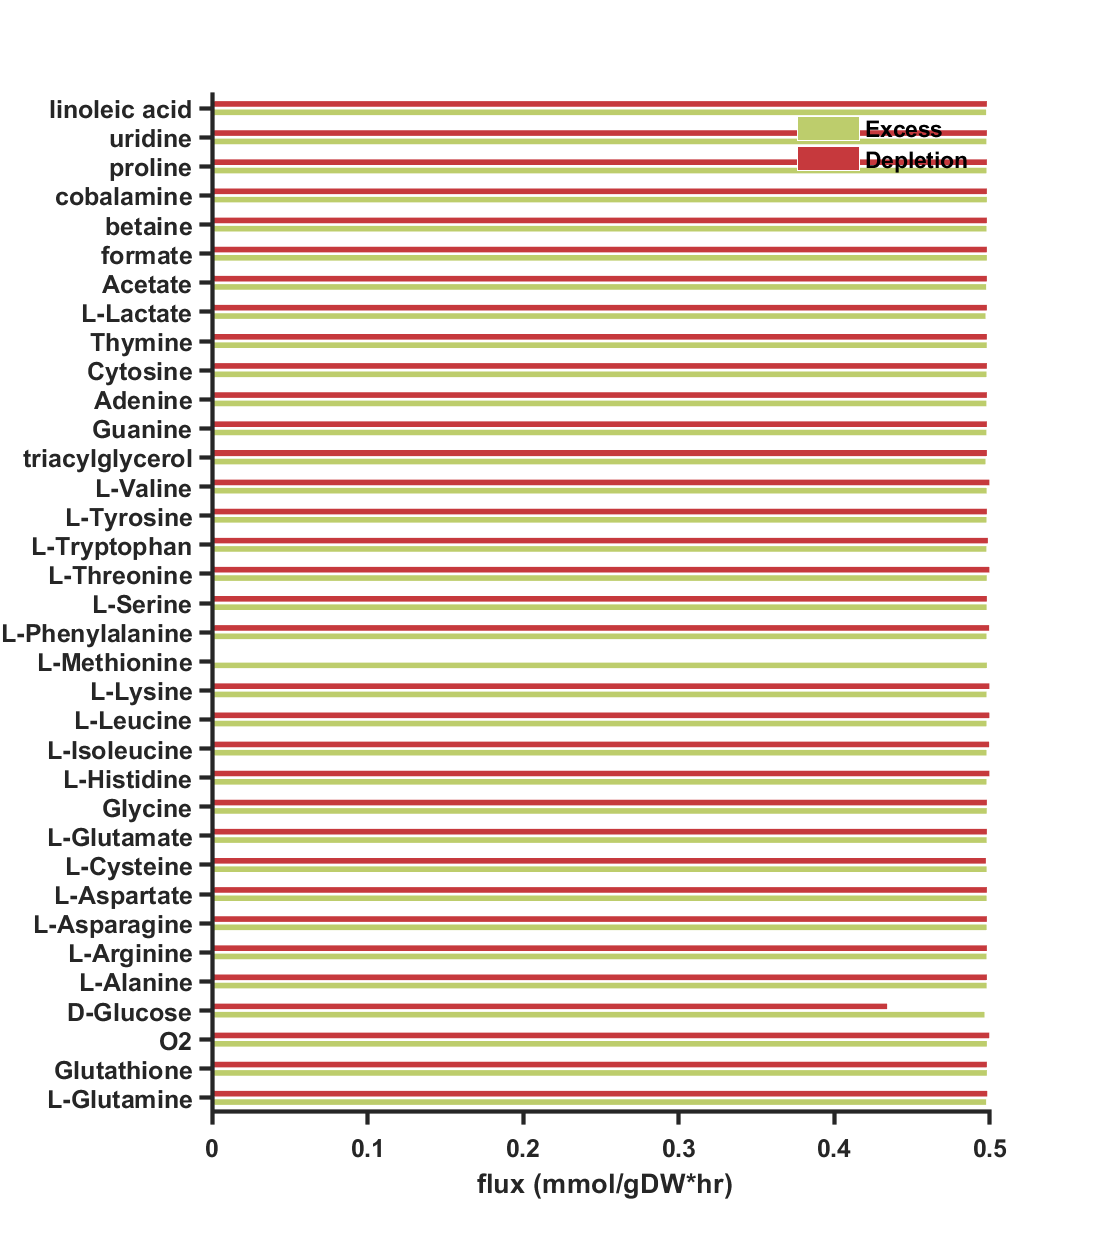 linoleic acid
uridine
proline
cobalamine
betaine
formate
Acetate
L-Lactate
Thymine
Cytosine
Adenine
Guanine
triacylglycerol
L-Valine
L-Tyrosine
L-Tryptophan
L-Threonine
L-Serine
L-Phenylalanine
L-Methionine
L-Lysine
L-Leucine
L-Isoleucine
L-Histidine
Glycine
L-Glutamate
L-Cysteine
L-Aspartate
L-Asparagine
L-Arginine
L-Alanine
D-Glucose
O2
Glutathione
L-Glutamine
Excess
Depletion
0 0.1 0.2 0.3 0.4 0.5
flux (mmol/gDW*hr)